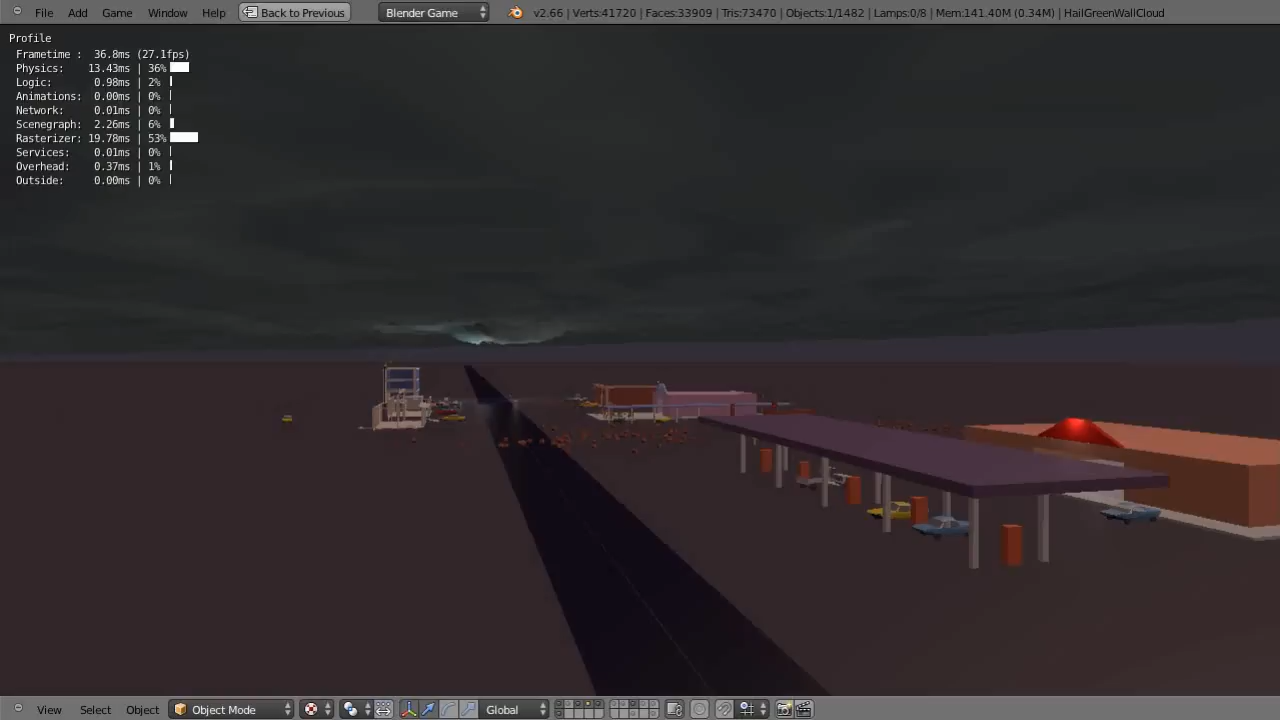 File Add Game Window Help Back to Previous Blender Game v2.66 | Verts:41720 | Faces:33909 | Tris:73470 | Objects:1/1482 | Lamps:0/8 | Mem:141.40M (0.34M) | HailGreenWallCloud
Profile
Frametime : 36.8ms (27.1fps)
Physics: 13.43ms | 36%
Logic: 0.98ms | 2%
Animations: 0.00ms | 0%
Network: 0.01ms | 0%
Scenegraph: 2.26ms | 6%
Rasterizer: 19.78ms | 53%
Services: 0.01ms | 0%
Overhead: 0.37ms | 1%
Outside: 0.00ms | 0%
View Select Object Object Mode Global